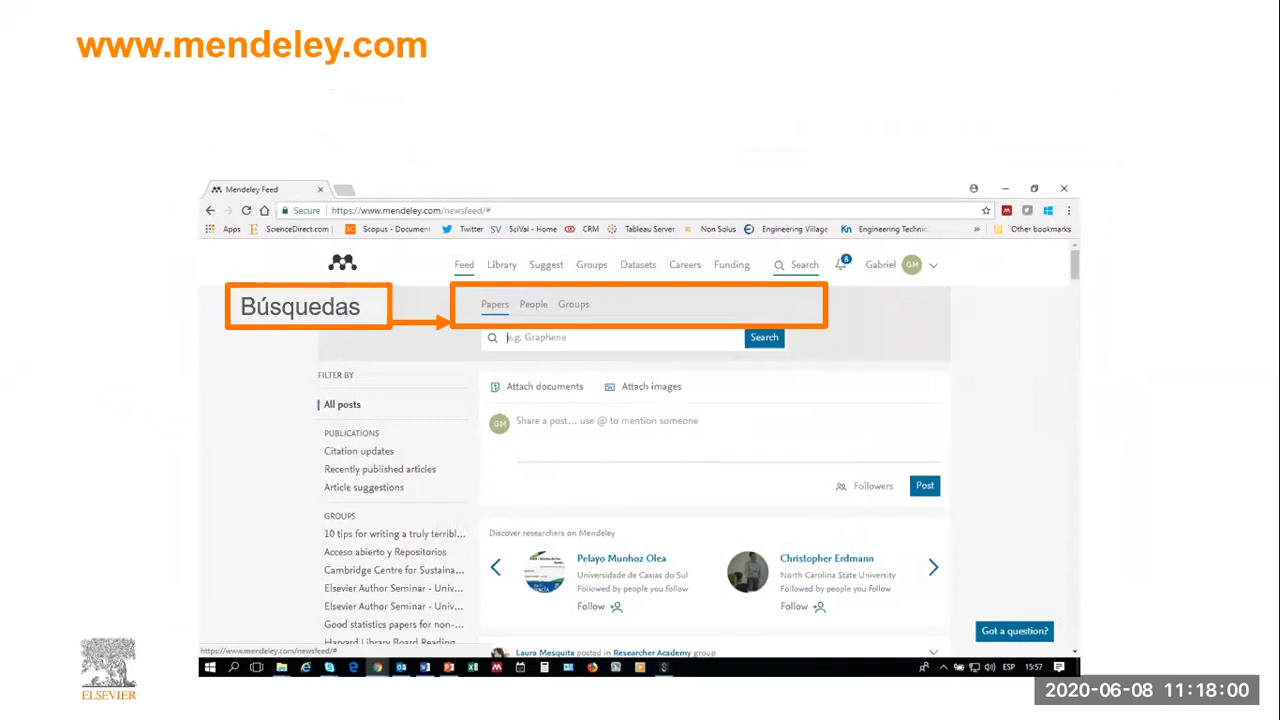 www.mendeley.com
Mendeley Feed
Secure https://www.mendeley.com/newsfeed/#
Apps ScienceDirect.com | Scopus - Document Twitter SciVal - Home CRM Tableau Server Non Solus Engineering Village Engineering Technic Other bookmarks
Feed Library Suggest Groups Datasets Careers Funding Search 8 Gabriel GM
Búsquedas
Papers People Groups
e.g. Graphene Search
FILTER BY
Attach documents Attach images
All posts
GM Share a post... use @ to mention someone
PUBLICATIONS
Citation updates
Recently published articles
Article suggestions
Followers Post
GROUPS
10 tips for writing a truly terribl...
Acceso abierto y Repositorios
Cambridge Centre for Sustaina...
Elsevier Author Seminar - Univ...
Elsevier Author Seminar - Univ...
Good statistics papers for non-...
Harvard Library Board Reading
Discover researchers on Mendeley
Pelayo Munhoz Olea
Universidade de Caxias do Sul
Followed by people you follow
Follow
Christopher Erdmann
North Carolina State University
Followed by people you follow
Follow
Got a question?
Laura Mesquita posted in Researcher Academy group
https://www.mendeley.com/newsfeed/#
ESP 15:57
ELSEVIER
2020-06-08 11:18:00